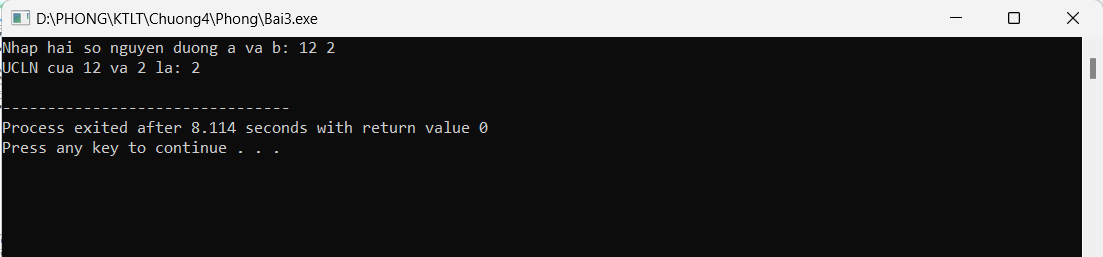 D:\PHONG\KTLT\Chuong4\Phong\Bai3.exe
Nhap hai so nguyen duong a va b: 12 2
UCLN cua 12 va 2 la: 2
--------------------------------
Process exited after 8.114 seconds with return value 0
Press any key to continue . . .